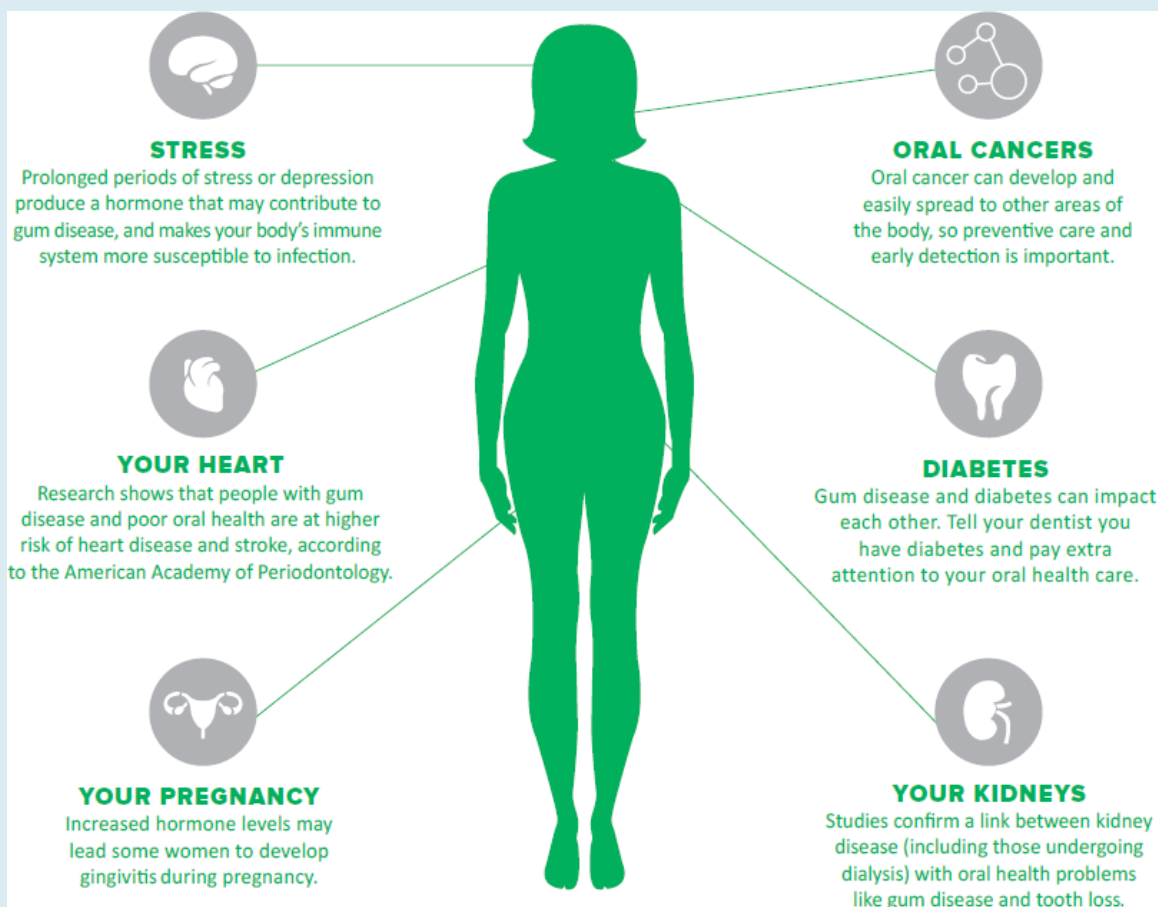 STRESS
Prolonged periods of stress or depression
produce a hormone that may contribute to
gum disease, and makes your body's immune
system more susceptible to infection.
ORAL CANCERS
Oral cancer can develop and
easily spread to other areas of
the body, so preventive care and
early detection is important.
YOUR HEART
Research shows that people with gum
disease and poor oral health are at higher
risk of heart disease and stroke, according
to the American Academy of Periodontology.
DIABETES
Gum disease and diabetes can impact
each other. Tell your dentist you
have diabetes and pay extra
attention to your oral health care.
YOUR PREGNANCY
Increased hormone levels may
lead some women to develop
gingivitis during pregnancy.
YOUR KIDNEYS
Studies confirm a link between kidney
disease (including those undergoing
dialysis) with oral health problems
like gum disease and tooth loss.